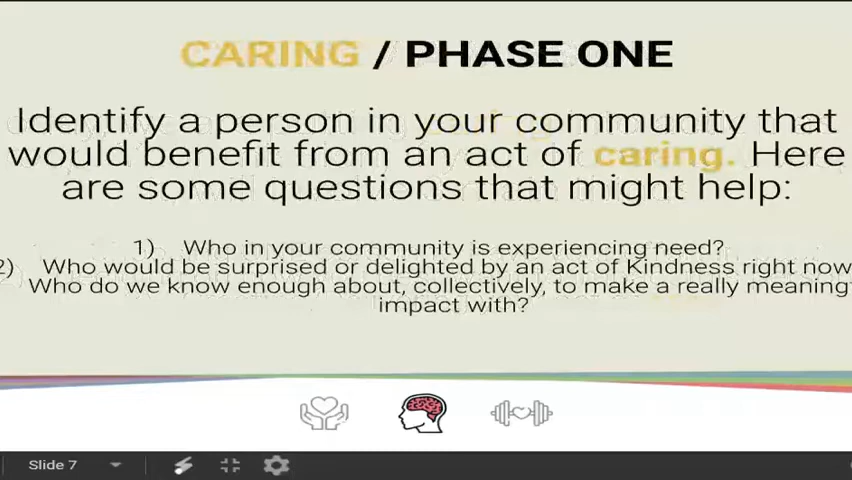 CARING / PHASE ONE
Identify a person in your community that
would benefit from an act of caring. Here
are some questions that might help:
1) Who in your community is experiencing need?
2) Who would be surprised or delighted by an act of Kindness right now
Who do we know enough about, collectively, to make a really meaning
impact with?
Slide 7